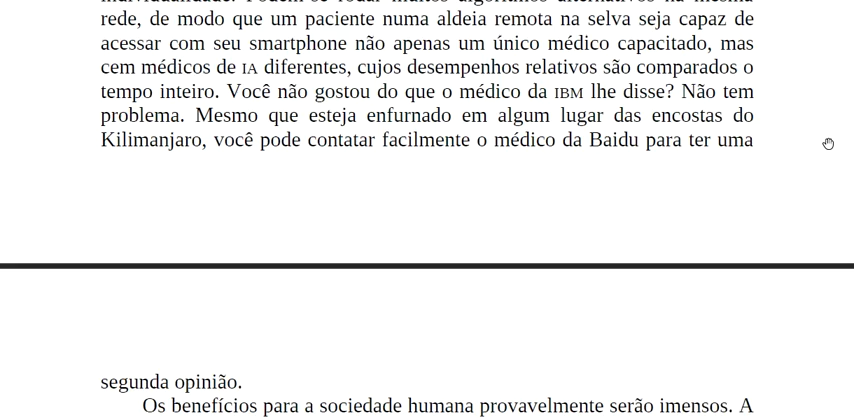 rede, de modo que um paciente numa aldeia remota na selva seja capaz de
acessar com seu smartphone não apenas um único médico capacitado, mas
cem médicos de IA diferentes, cujos desempenhos relativos são comparados o
tempo inteiro. Você não gostou do que o médico da IBM lhe disse? Não tem
problema. Mesmo que esteja enfurnado em algum lugar das encostas do
Kilimanjaro, você pode contatar facilmente o médico da Baidu para ter uma
segunda opinião.
Os benefícios para a sociedade humana provavelmente serão imensos. A